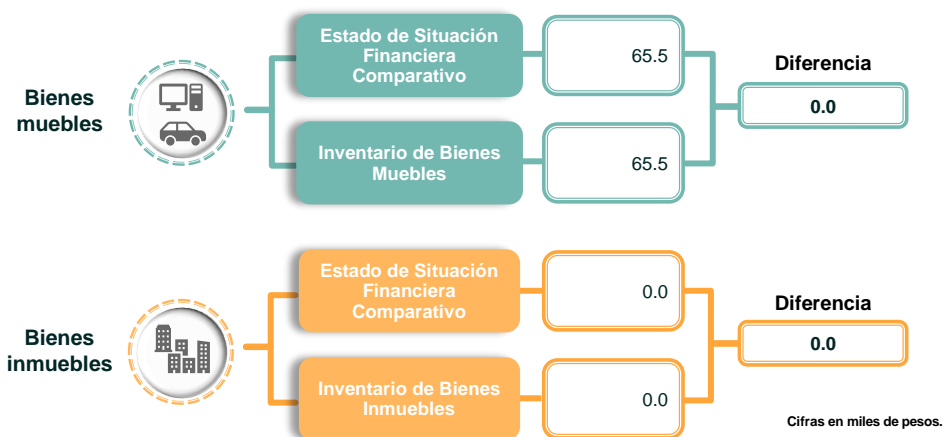 Bienes
muebles
Estado de Situación
Financiera
Comparativo
65.5
Inventario de Bienes
Muebles
65.5
Diferencia
0.0
Bienes
inmuebles
Estado de Situación
Financiera
Comparativo
0.0
Inventario de Bienes
Inmuebles
0.0
Diferencia
0.0
Cifras en miles de pesos.